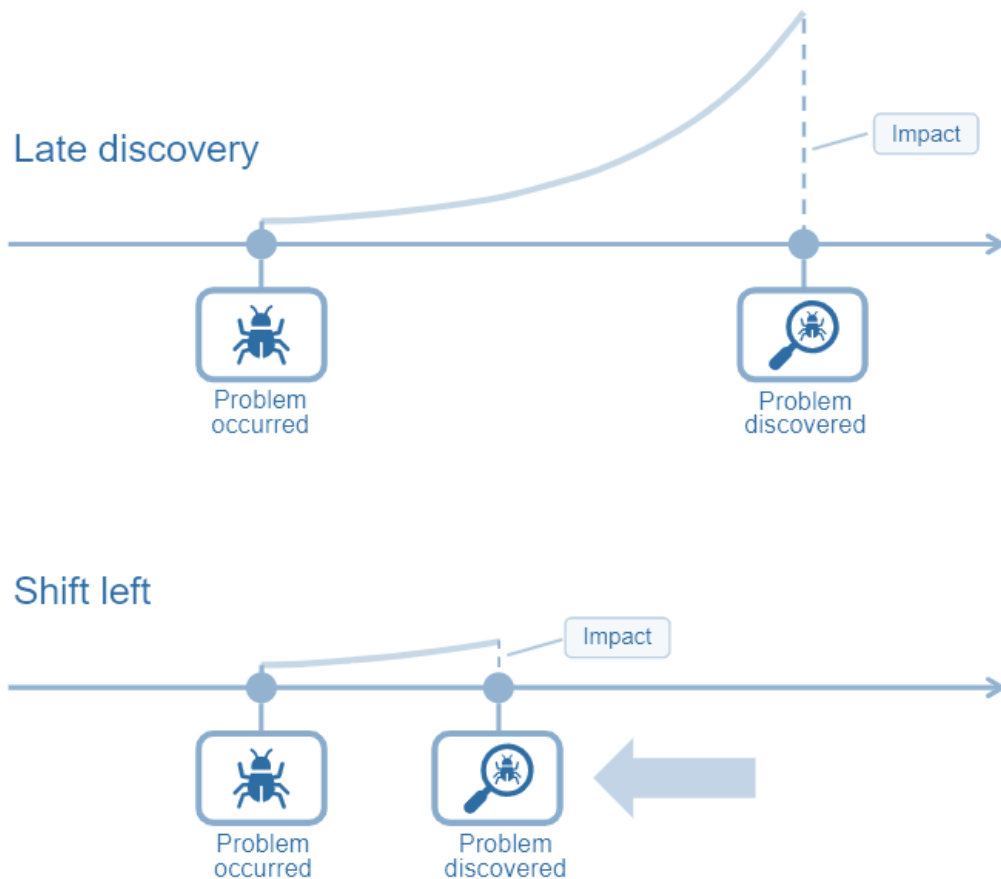 Late discovery
Impact
Problem
occurred
Problem
discovered
Shift left
Impact
Problem
occurred
Problem
discovered